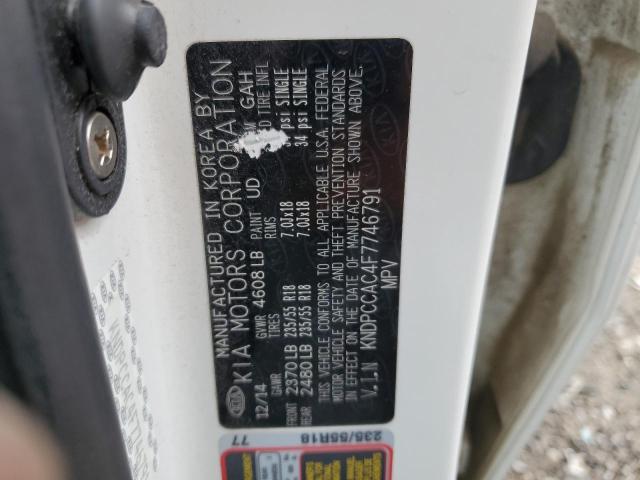 MANUFACTURED IN KOREA BY
KIA MOTORS CORPORATION
12/14 GVWR 4608 LB PAINT UD GAH
GAWR TIRES RIMS D TIRE INFL
FRONT 2370 LB 235/55 R18 7.0Jx18 psi SINGLE
REAR 2480 LB 235/55 R18 7.0Jx18 34 psi SINGLE
THIS VEHICLE CONFORMS TO ALL APPLICABLE U.S.A. FEDERAL
MOTOR VEHICLE SAFETY AND THEFT PREVENTION STANDARDS
IN EFFECT ON THE DATE OF MANUFACTURE SHOWN ABOVE.
V.I.N KNDPCCAC4F7746791
MPV
77 235/55R18